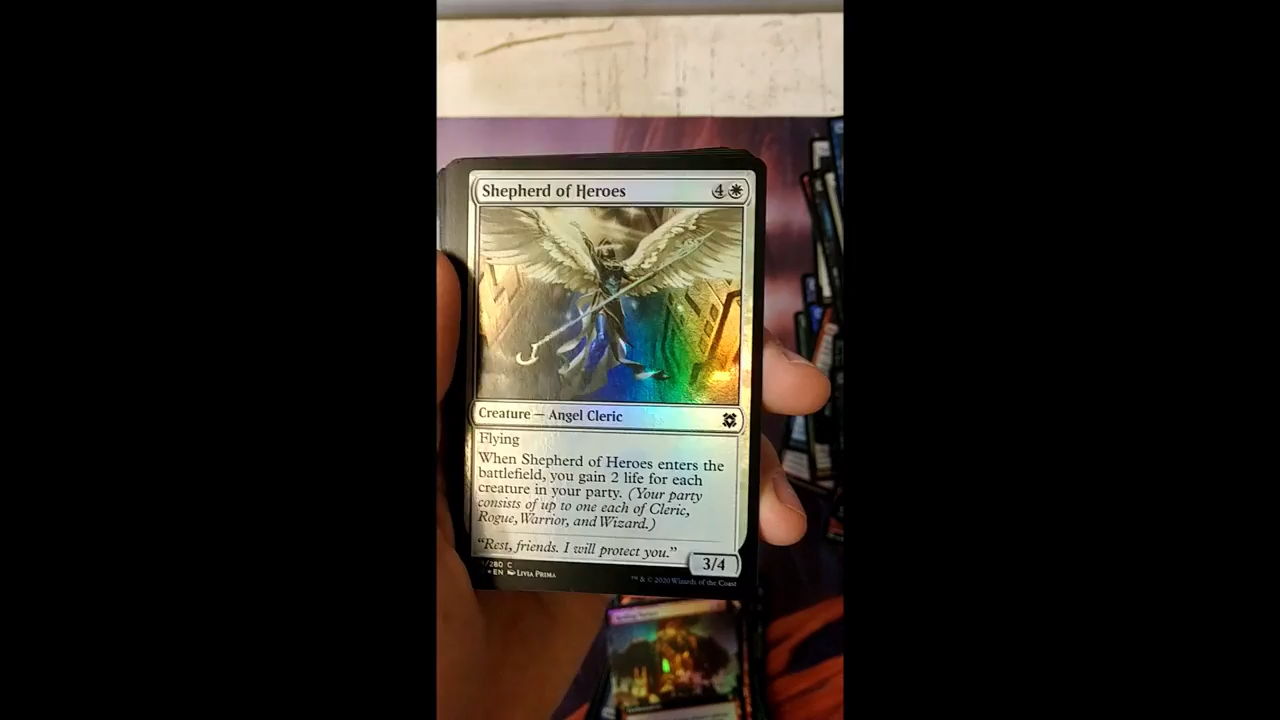 Shepherd of Heroes 4
Creature — Angel Cleric
Flying
When Shepherd of Heroes enters the
battlefield, you gain 2 life for each
creature in your party. (Your party
consists of up to one each of Cleric,
Rogue, Warrior, and Wizard.)
“Rest, friends. I will protect you.”
3/4
/280 C
EN LIVIA PRIMA
™ & © 2020 Wizards of the Coast